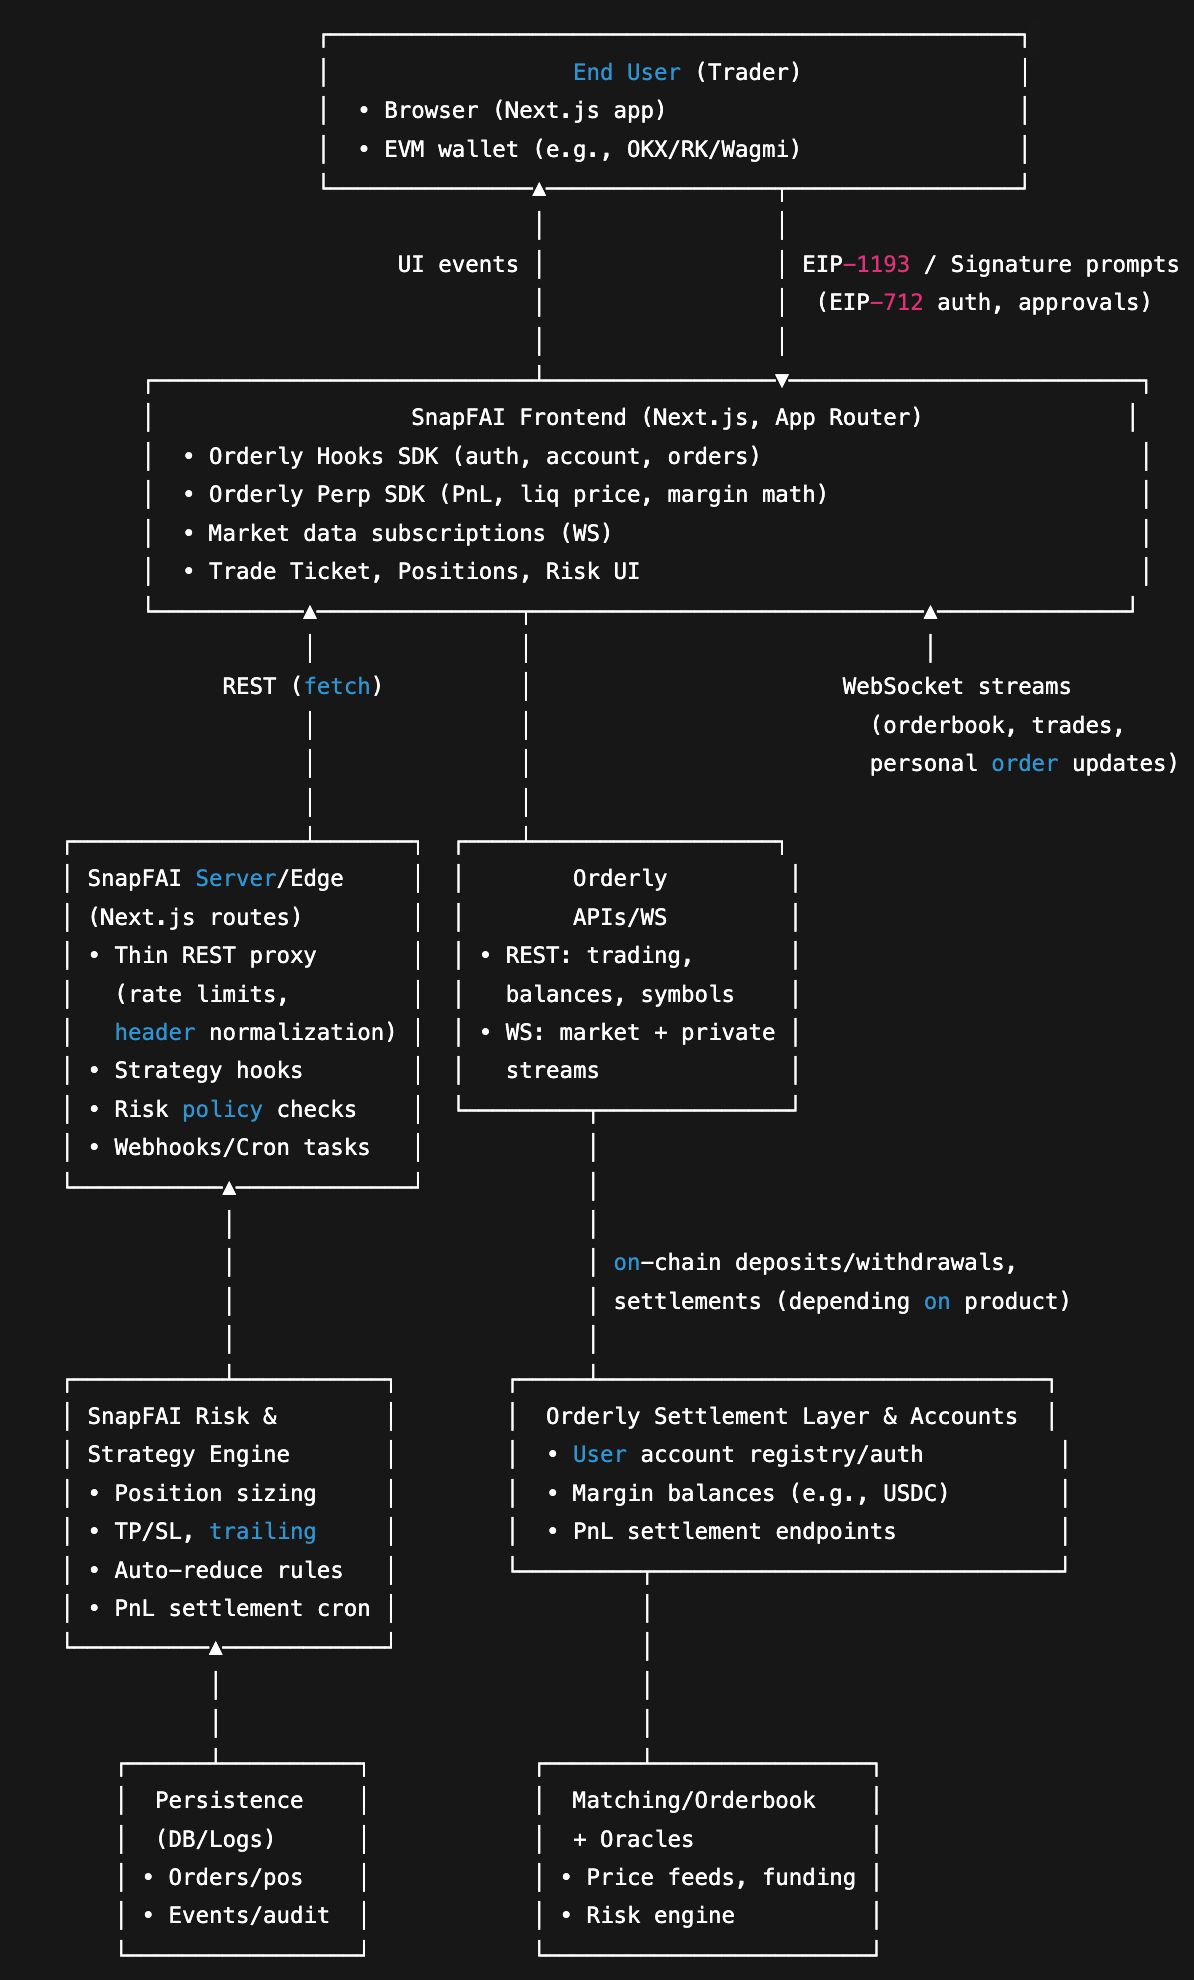 End User (Trader)
• Browser (Next.js app)
• EVM wallet (e.g., OKX/RK/Wagmi)
UI events
EIP-1193 / Signature prompts
(EIP-712 auth, approvals)
SnapFAI Frontend (Next.js, App Router)
• Orderly Hooks SDK (auth, account, orders)
• Orderly Perp SDK (PnL, liq price, margin math)
• Market data subscriptions (WS)
• Trade Ticket, Positions, Risk UI
REST (fetch)
WebSocket streams
(orderbook, trades,
personal order updates)
SnapFAI Server/Edge
(Next.js routes)
• Thin REST proxy
(rate limits,
header normalization)
• Strategy hooks
• Risk policy checks
• Webhooks/Cron tasks
Orderly
APIs/WS
• REST: trading,
balances, symbols
• WS: market + private
streams
on-chain deposits/withdrawals,
settlements (depending on product)
SnapFAI Risk &
Strategy Engine
• Position sizing
• TP/SL, trailing
• Auto-reduce rules
• PnL settlement cron
Orderly Settlement Layer & Accounts
• User account registry/auth
• Margin balances (e.g., USDC)
• PnL settlement endpoints
Persistence
(DB/Logs)
• Orders/pos
• Events/audit
Matching/Orderbook
+ Oracles
• Price feeds, funding
• Risk engine